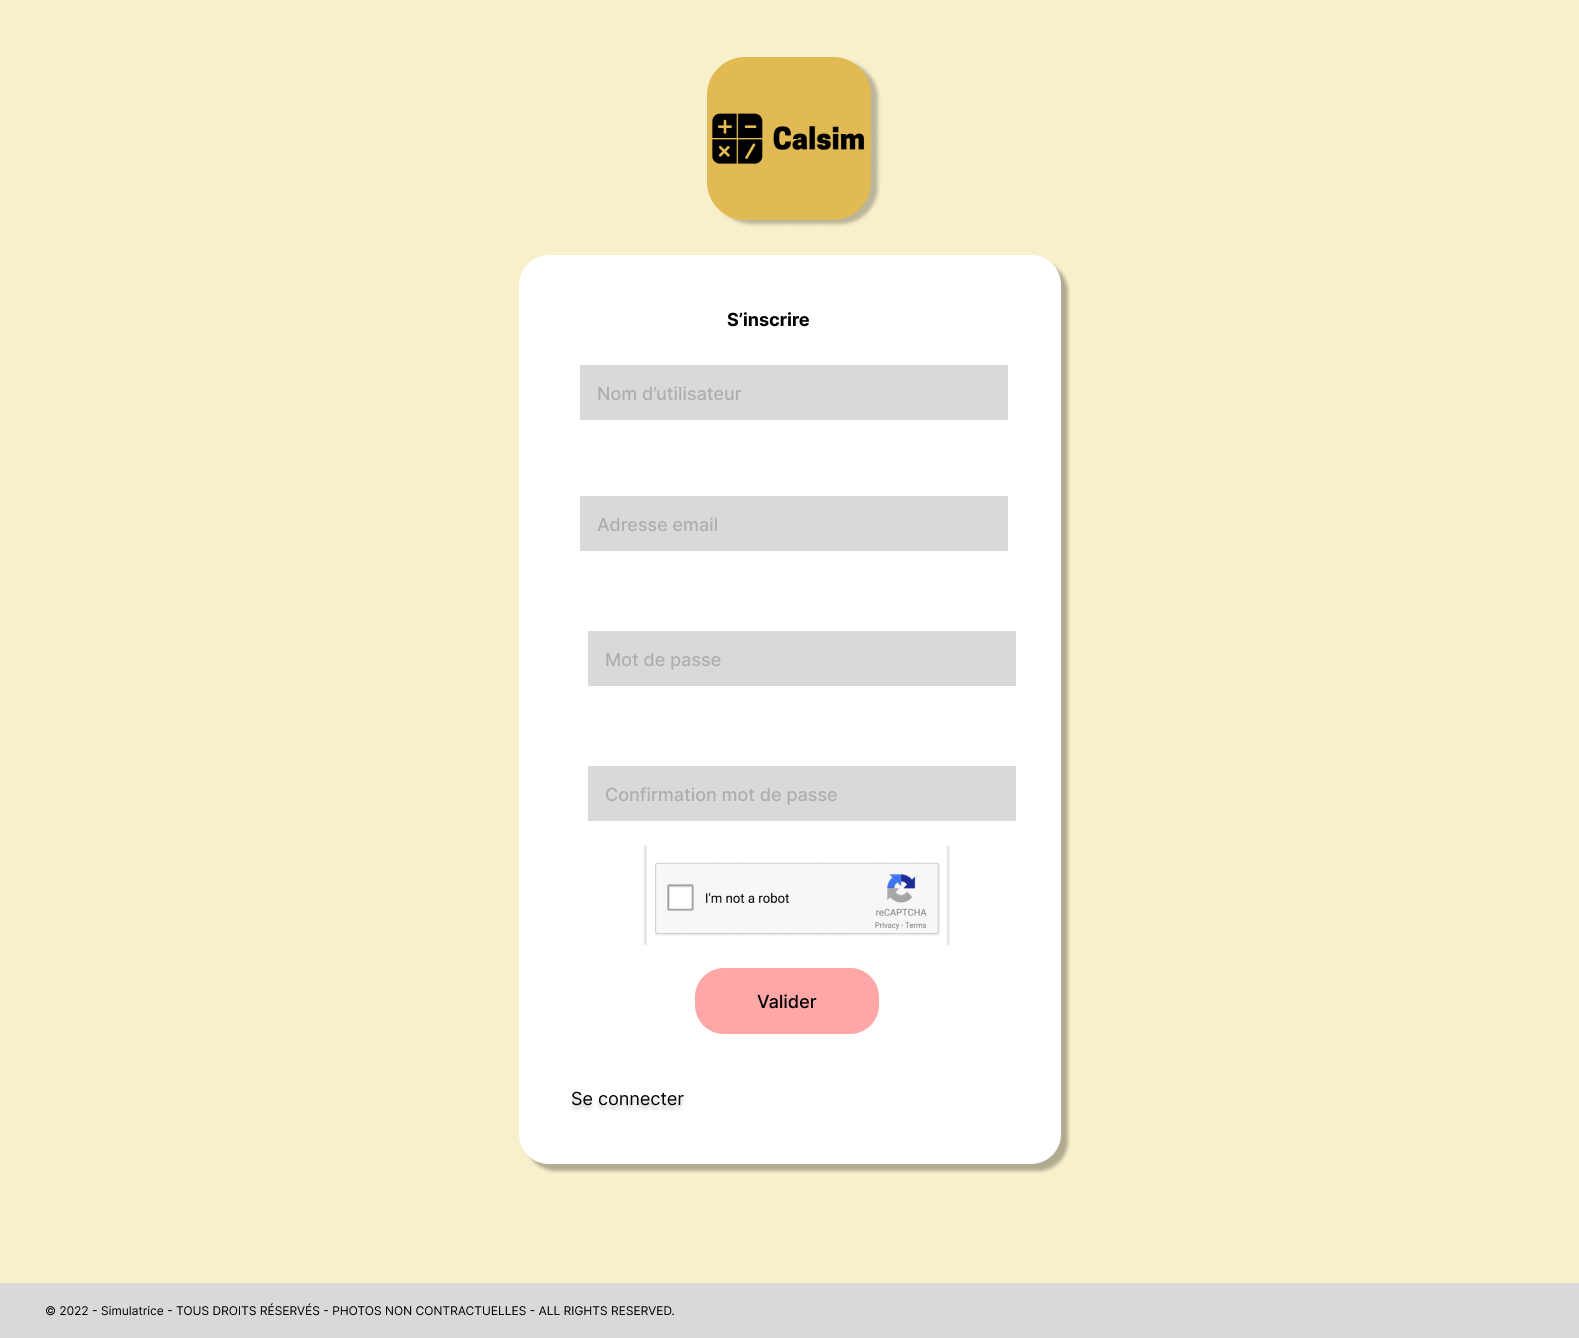 Calsim
S’inscrire
Nom d’utilisateur
Adresse email
Mot de passe
Confirmation mot de passe
I'm not a robot
reCAPTCHA
Privacy - Terms
Valider
Se connecter
© 2022 - Simulatrice - TOUS DROITS RÉSERVÉS - PHOTOS NON CONTRACTUELLES - ALL RIGHTS RESERVED.